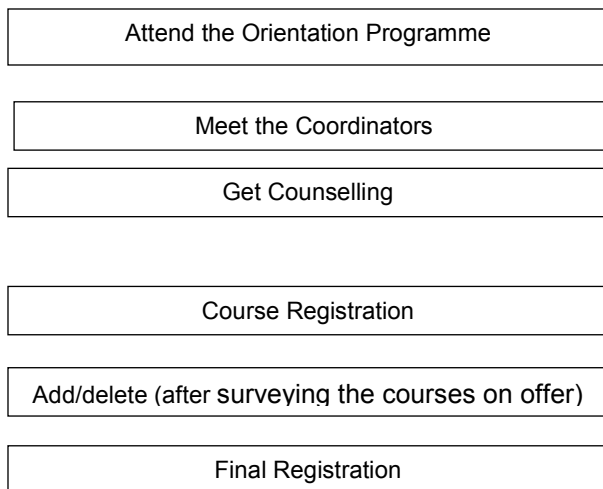 Attend the Orientation Programme
Meet the Coordinators
Get Counselling
Course Registration
Add/delete (after surveying the courses on offer)
Final Registration